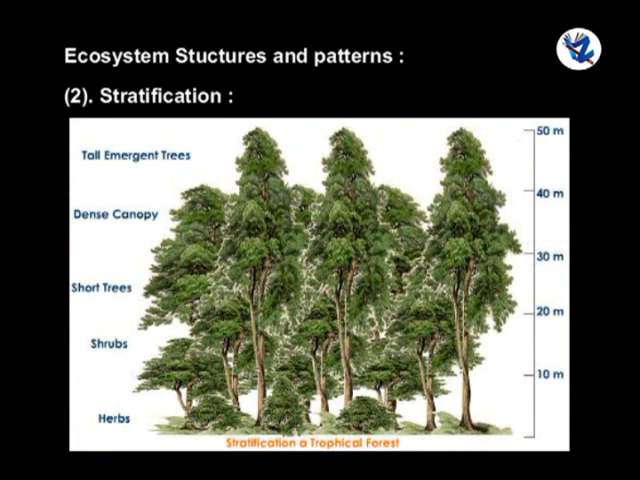 Ecosystem Stuctures and patterns :
(2). Stratification :
Tall Emergent Trees
Dense Canopy
Short Trees
Shrubs
Herbs
50 m
40 m
30 m
20 m
10 m
Stratification a Trophical Forest